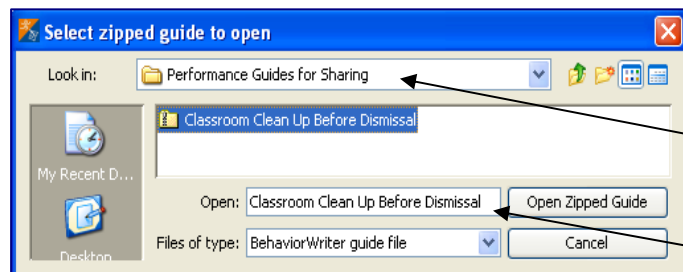 Select zipped guide to open
Look in: Performance Guides for Sharing
Classroom Clean Up Before Dismissal
My Recent D...
Open: Classroom Clean Up Before Dismissal Open Zipped Guide
Files of type: BehaviorWriter guide file Cancel
Desktop